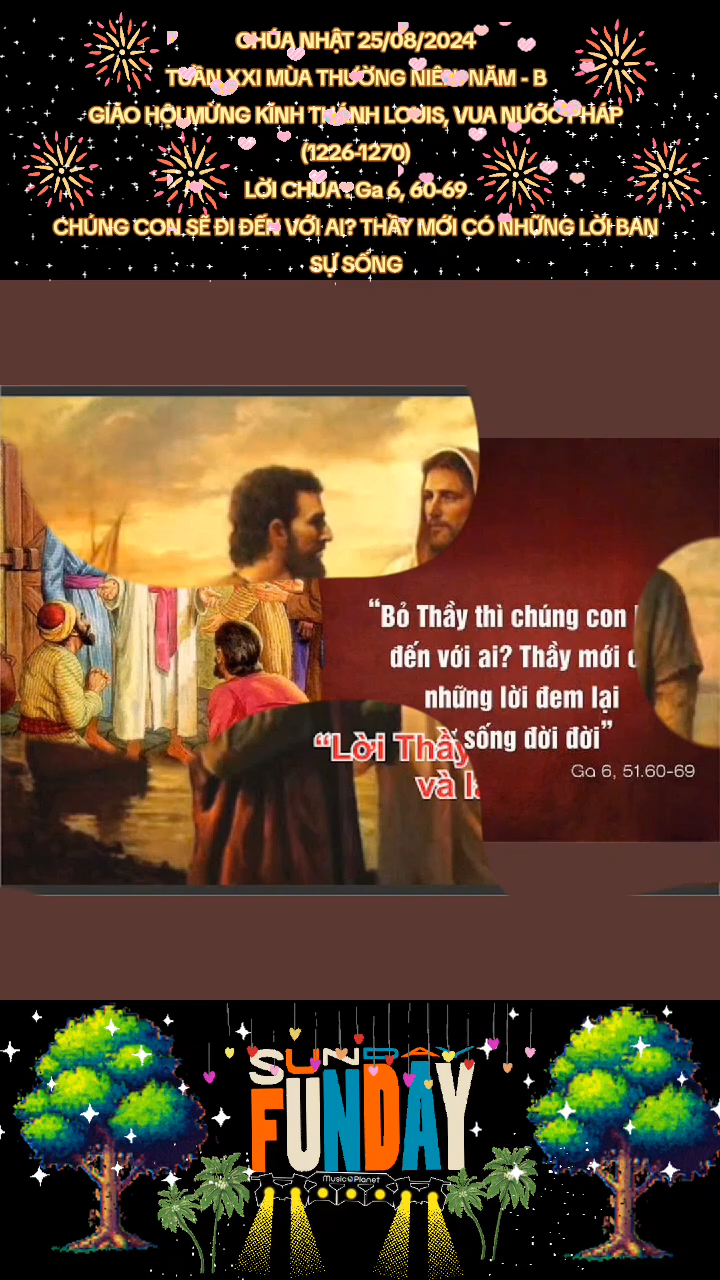 CHÚA NHẬT 25/08/2024
TUẦN XXI MÙA THƯỜNG NIÊN NĂM - B
GIÁO HỘI MỪNG KÍNH THÁNH LOUIS, VUA NƯỚC PHÁP
(1226-1270)
LỜI CHÚA : Ga 6, 60-69
CHÚNG CON SẼ ĐI ĐẾN VỚI AI? THẦY MỚI CÓ NHỮNG LỜI BAN
SỰ SỐNG
“Bỏ Thầy thì chúng con
đến với ai? Thầy mới
những lời đem lại
sống đời đời”
Ga 6, 51.60-69
“Lời Thầy
và
SUNDAY
FUNDAY
Music Planet